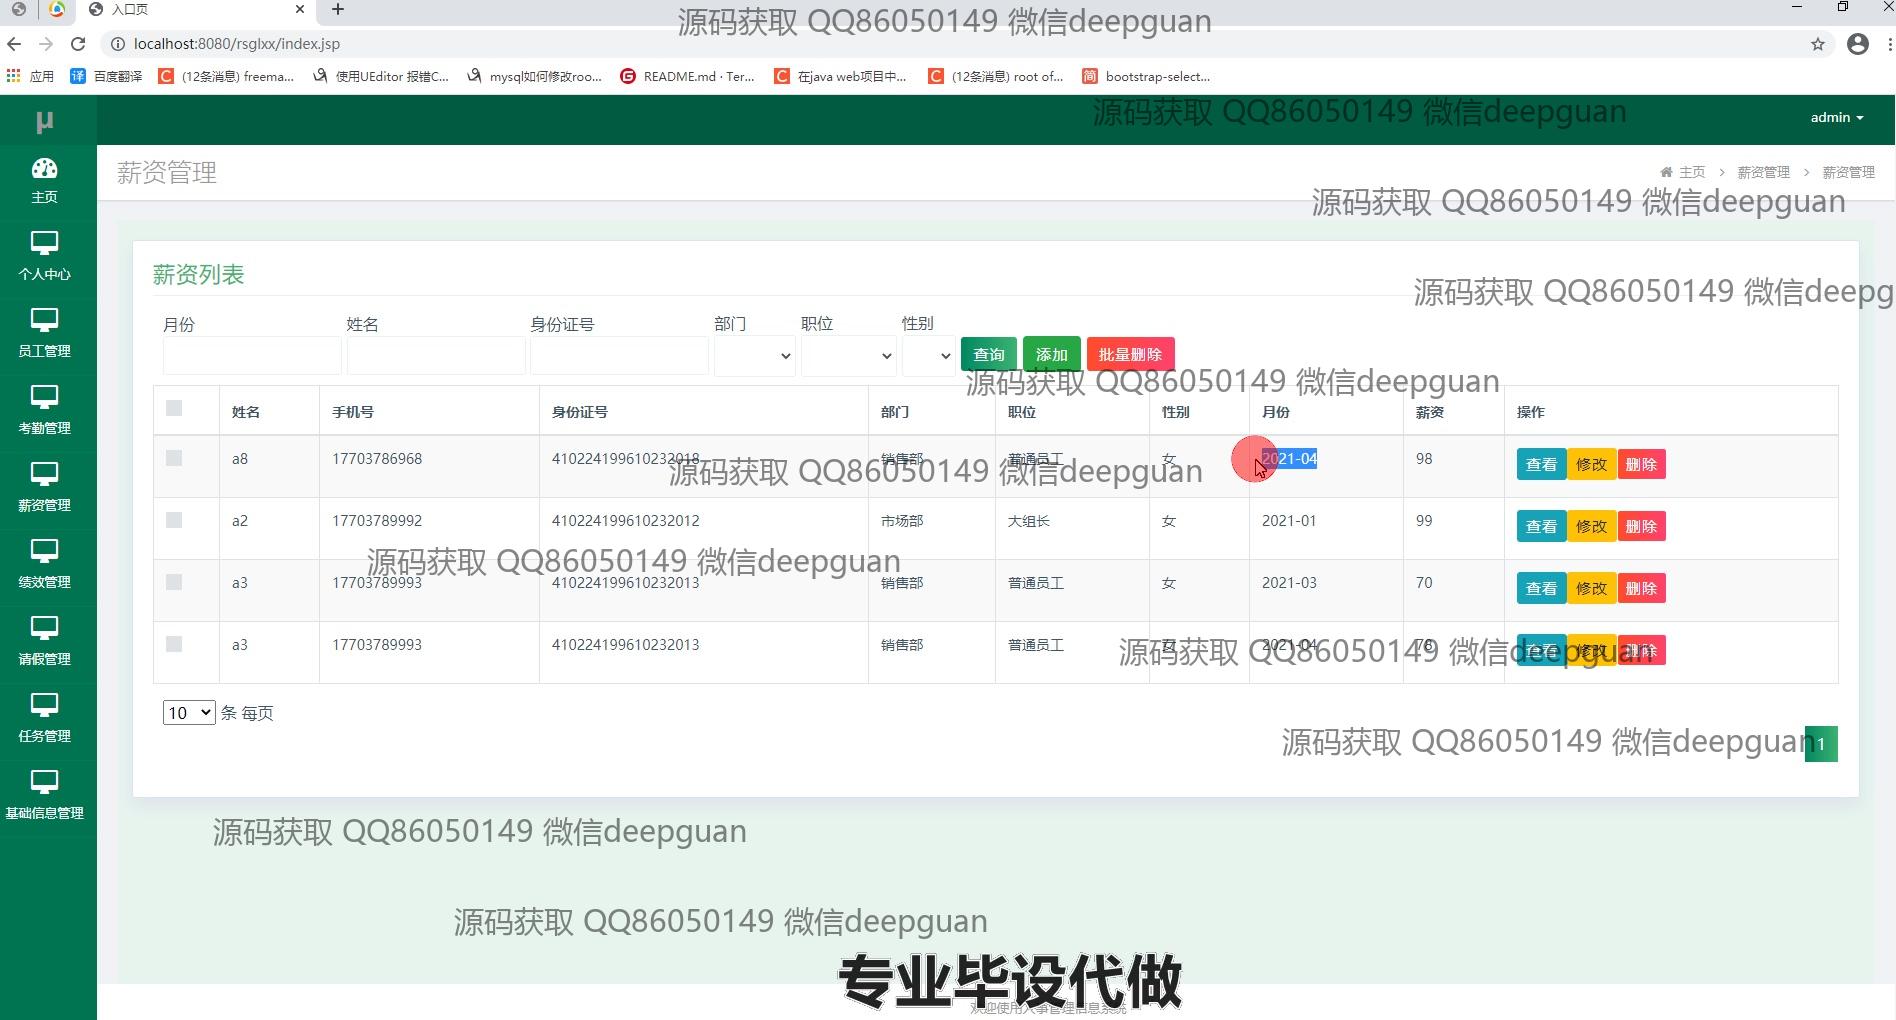 入口页
源码获取 QQ86050149 微信deepguan
localhost:8080/rsglxx/index.jsp
应用 百度翻译 (12条消息) freema... 使用UEditor 报错C... mysql如何修改roo... README.md · Ter... 在java web项目中... (12条消息) root of... bootstrap-select...
μ
源码获取 QQ86050149 微信deepguan
admin
主页
薪资管理
主页 > 薪资管理 > 薪资管理
源码获取 QQ86050149 微信deepguan
个人中心
员工管理
考勤管理
薪资管理
绩效管理
请假管理
任务管理
基础信息管理
薪资列表
源码获取 QQ86050149 微信deepg
月份 姓名 身份证号 部门 职位 性别
查询 添加 批量删除
源码获取 QQ86050149 微信deepguan
姓名 手机号 身份证号 部门 职位 性别 月份 薪资 操作
a8 17703786968 410224199610232018 销售部 普通员工 女 2021-04 98 查看 修改 删除
源码获取 QQ86050149 微信deepguan
a2 17703789992 410224199610232012 市场部 大组长 女 2021-01 99 查看 修改 删除
源码获取 QQ86050149 微信deepguan
a3 17703789993 410224199610232013 销售部 普通员工 女 2021-03 70 查看 修改 删除
a3 17703789993 410224199610232013 销售部 普通员工 女 2021-04 78 查看 修改 删除
源码获取 QQ86050149 微信deepguan
10 条 每页
源码获取 QQ86050149 微信deepguan
1
源码获取 QQ86050149 微信deepguan
源码获取 QQ86050149 微信deepguan
专业毕设代做
欢迎使用人事管理信息系统